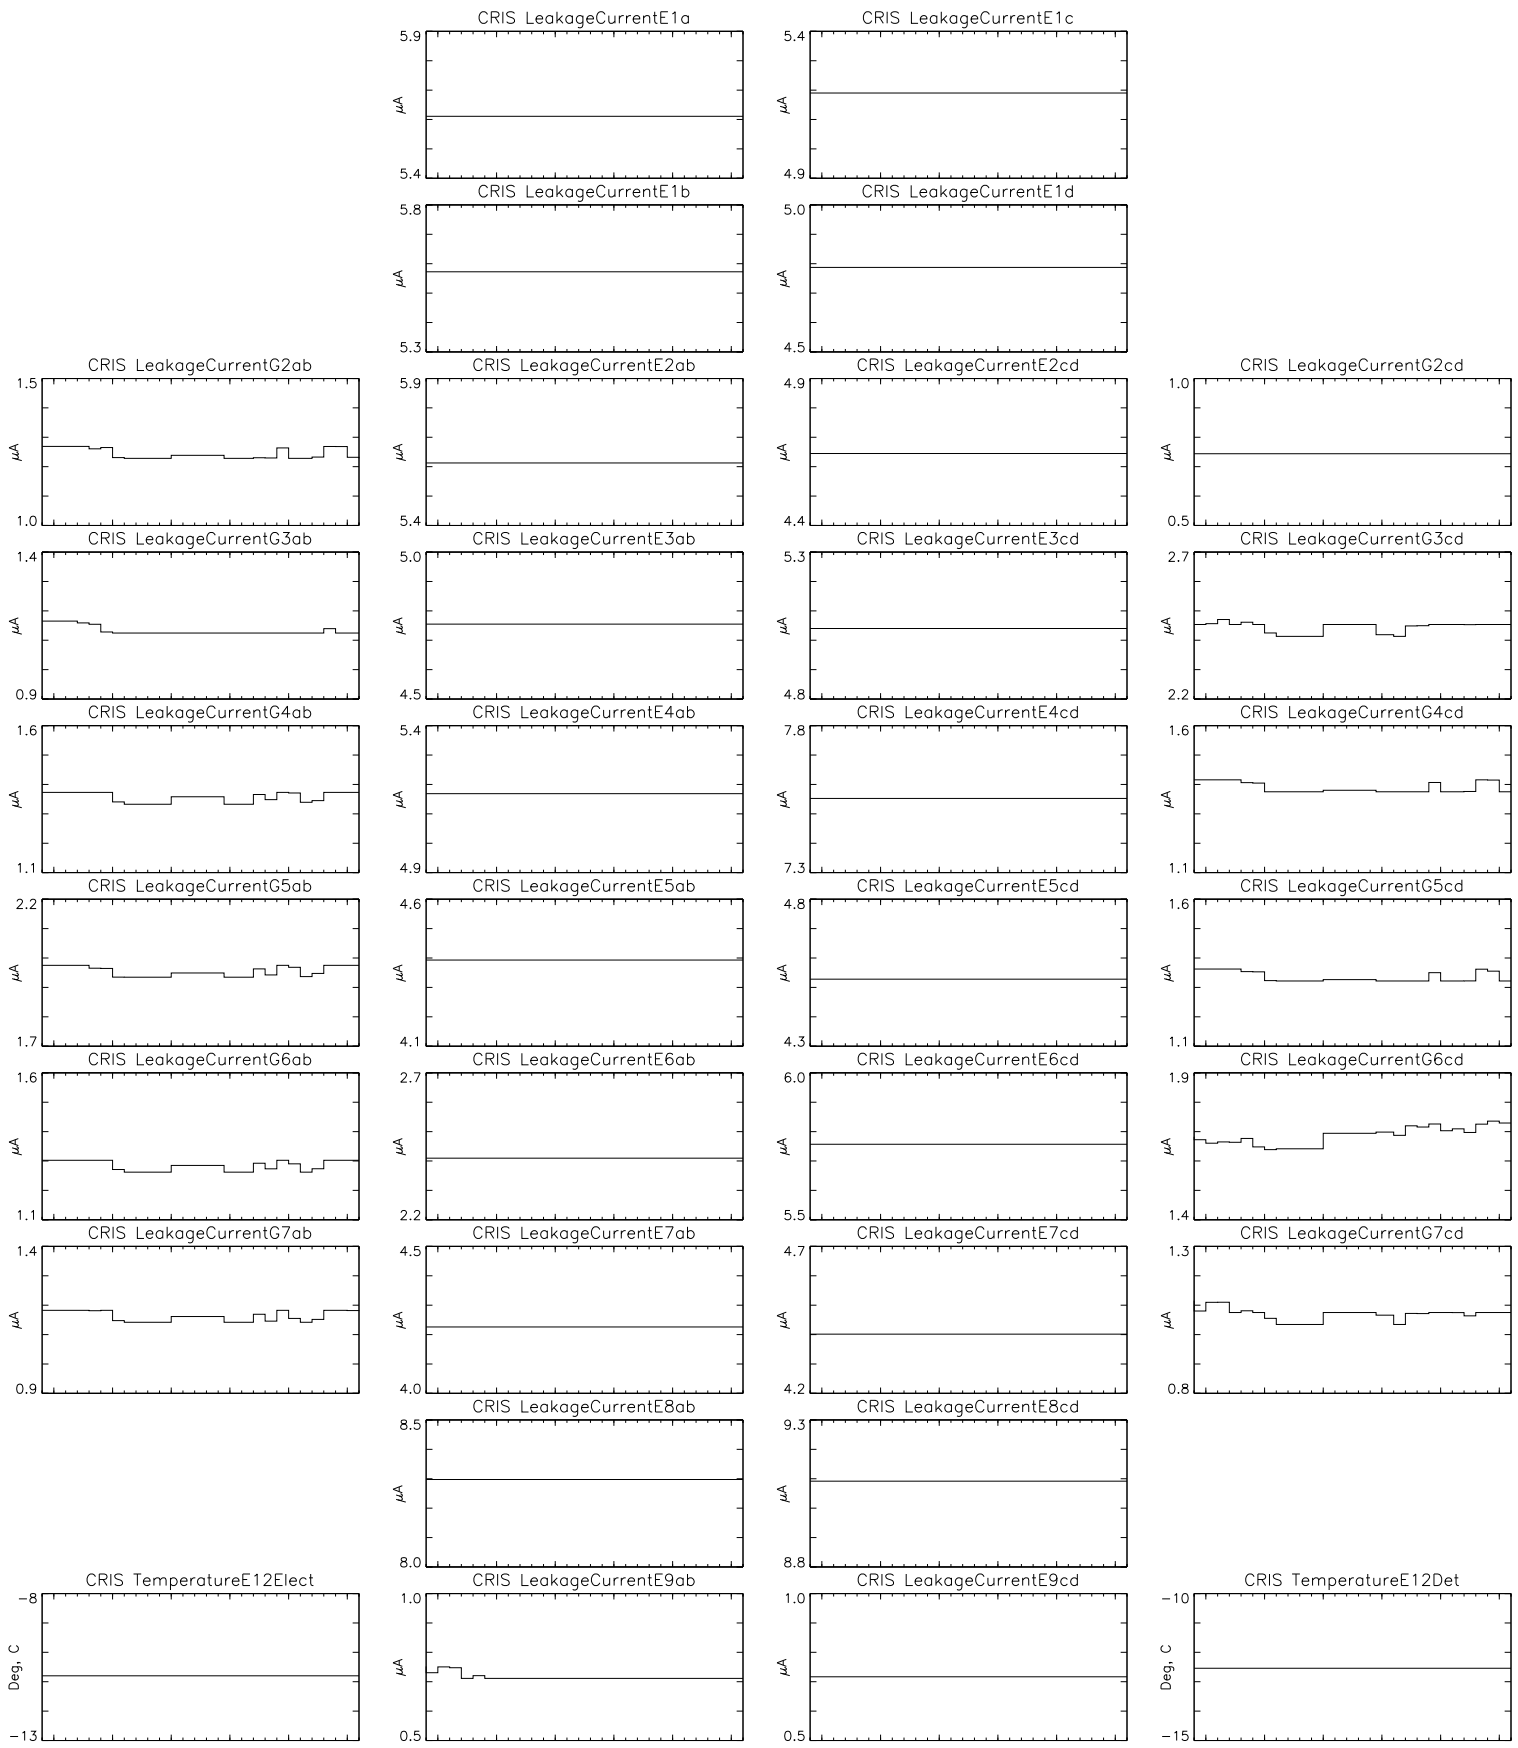 CRIS LeakageCurrentE1a
5.9
μA
5.4
CRIS LeakageCurrentE1c
5.4
μA
4.9
CRIS LeakageCurrentE1b
5.8
μA
5.3
CRIS LeakageCurrentE1d
5.0
μA
4.5
CRIS LeakageCurrentG2ab
1.5
μA
1.0
CRIS LeakageCurrentE2ab
5.9
μA
5.4
CRIS LeakageCurrentE2cd
4.9
μA
4.4
CRIS LeakageCurrentG2cd
1.0
μA
0.5
CRIS LeakageCurrentG3ab
1.4
μA
0.9
CRIS LeakageCurrentE3ab
5.0
μA
4.5
CRIS LeakageCurrentE3cd
5.3
μA
4.8
CRIS LeakageCurrentG3cd
2.7
μA
2.2
CRIS LeakageCurrentG4ab
1.6
μA
1.1
CRIS LeakageCurrentE4ab
5.4
μA
4.9
CRIS LeakageCurrentE4cd
7.8
μA
7.3
CRIS LeakageCurrentG4cd
1.6
μA
1.1
CRIS LeakageCurrentG5ab
2.2
μA
1.7
CRIS LeakageCurrentE5ab
4.6
μA
4.1
CRIS LeakageCurrentE5cd
4.8
μA
4.3
CRIS LeakageCurrentG5cd
1.6
μA
1.1
CRIS LeakageCurrentG6ab
1.6
μA
1.1
CRIS LeakageCurrentE6ab
2.7
μA
2.2
CRIS LeakageCurrentE6cd
6.0
μA
5.5
CRIS LeakageCurrentG6cd
1.9
μA
1.4
CRIS LeakageCurrentG7ab
1.4
μA
0.9
CRIS LeakageCurrentE7ab
4.5
μA
4.0
CRIS LeakageCurrentE7cd
4.7
μA
4.2
CRIS LeakageCurrentG7cd
1.3
μA
0.8
CRIS LeakageCurrentE8ab
8.5
μA
8.0
CRIS LeakageCurrentE8cd
9.3
μA
8.8
CRIS TemperatureE12Elect
-8
Deg, C
-13
CRIS LeakageCurrentE9ab
1.0
μA
0.5
CRIS LeakageCurrentE9cd
1.0
μA
0.5
CRIS TemperatureE12Det
-10
Deg, C
-15